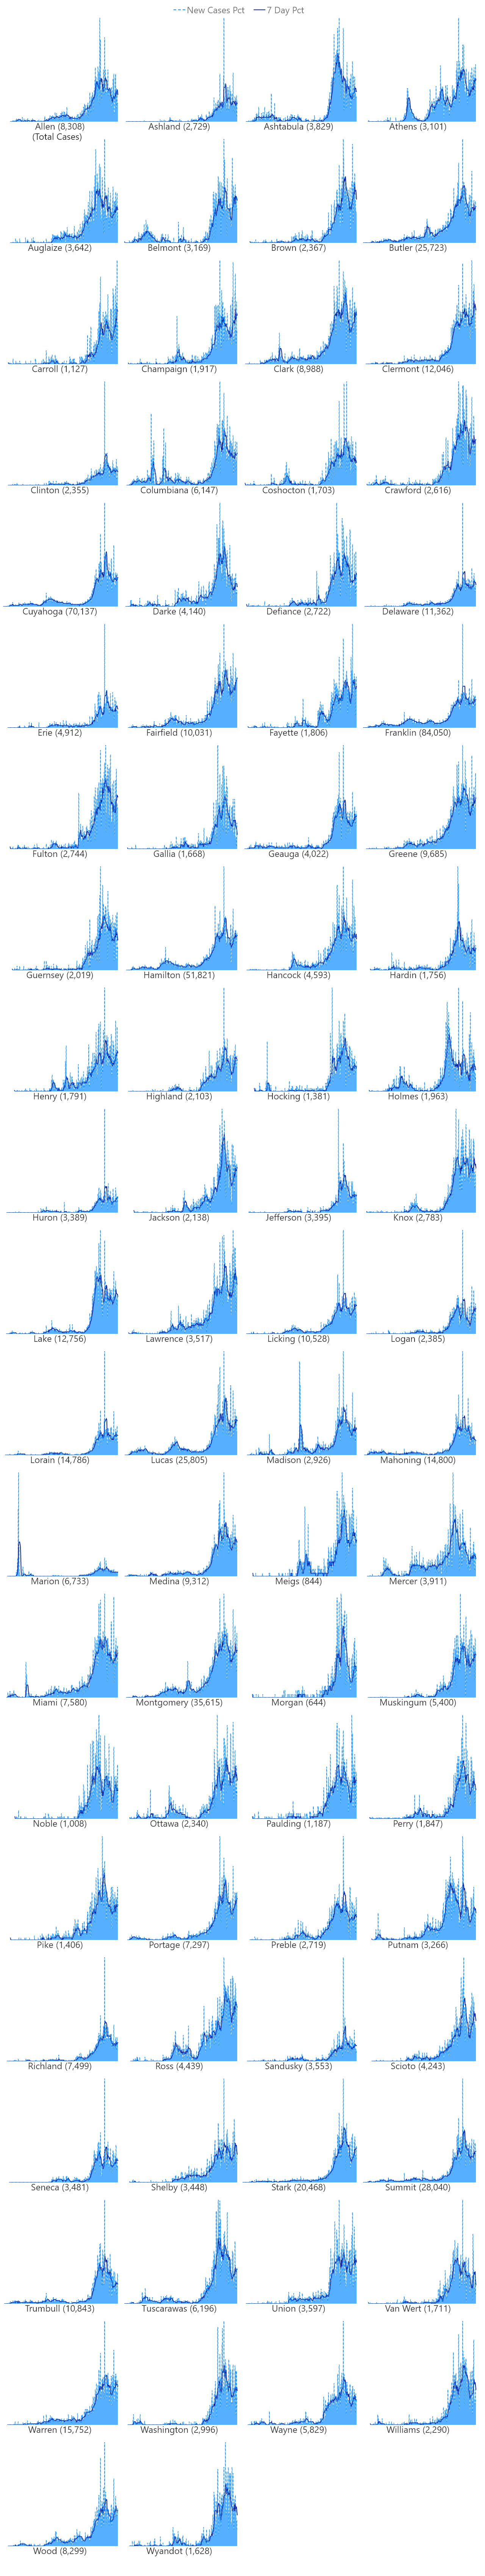 New Cases Pct 7 Day Pct
Allen (8,308) Ashland (2,729) Ashtabula (3,829) Athens (3,101)
(Total Cases)
Auglaize (3,642) Belmont (3,169) Brown (2,367) Butler (25,723)
Carroll (1,127) Champaign (1,917) Clark (8,988) Clermont (12,046)
Clinton (2,355) Columbiana (6,147) Coshocton (1,703) Crawford (2,616)
Cuyahoga (70,137) Darke (4,140) Defiance (2,722) Delaware (11,362)
Erie (4,912) Fairfield (10,031) Fayette (1,806) Franklin (84,050)
Fulton (2,744) Gallia (1,668) Geauga (4,022) Greene (9,685)
Guernsey (2,019) Hamilton (51,821) Hancock (4,593) Hardin (1,756)
Henry (1,791) Highland (2,103) Hocking (1,381) Holmes (1,963)
Huron (3,389) Jackson (2,138) Jefferson (3,395) Knox (2,783)
Lake (12,756) Lawrence (3,517) Licking (10,528) Logan (2,385)
Lorain (14,786) Lucas (25,805) Madison (2,926) Mahoning (14,800)
Marion (6,733) Medina (9,312) Meigs (844) Mercer (3,911)
Miami (7,580) Montgomery (35,615) Morgan (644) Muskingum (5,400)
Noble (1,008) Ottawa (2,340) Paulding (1,187) Perry (1,847)
Pike (1,406) Portage (7,297) Preble (2,719) Putnam (3,266)
Richland (7,499) Ross (4,439) Sandusky (3,553) Scioto (4,243)
Seneca (3,481) Shelby (3,448) Stark (20,468) Summit (28,040)
Trumbull (10,843) Tuscarawas (6,196) Union (3,597) Van Wert (1,711)
Warren (15,752) Washington (2,996) Wayne (5,829) Williams (2,290)
Wood (8,299) Wyandot (1,628)